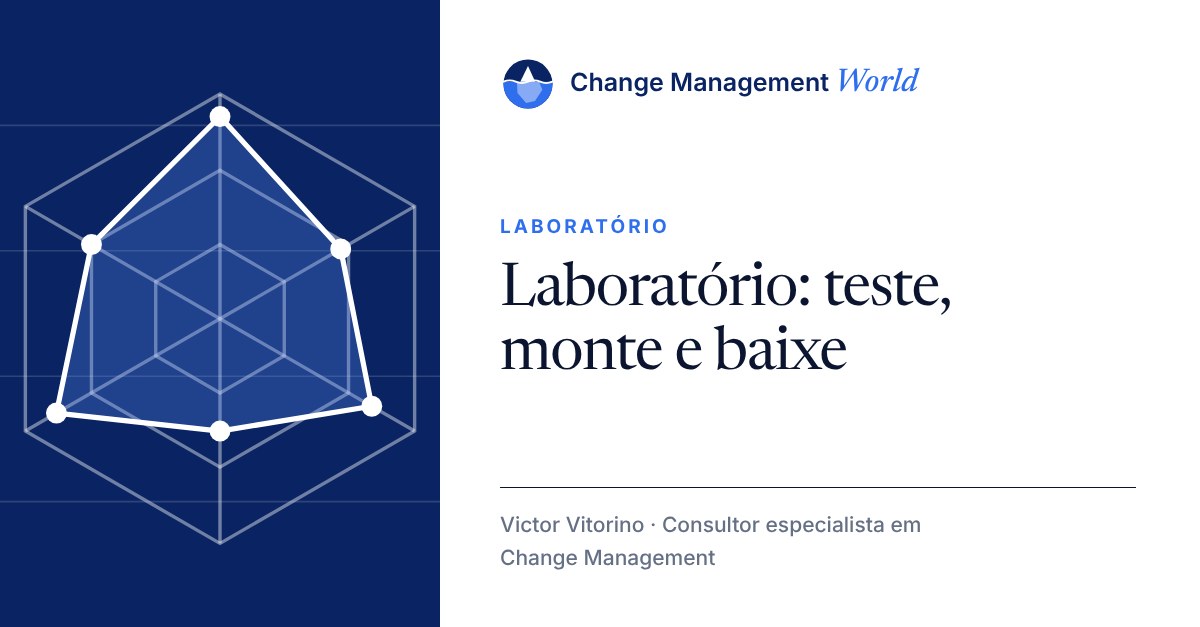 Change Management World
LABORATÓRIO
Laboratório: teste,
monte e baixe
Victor Vitorino · Consultor especialista em
Change Management